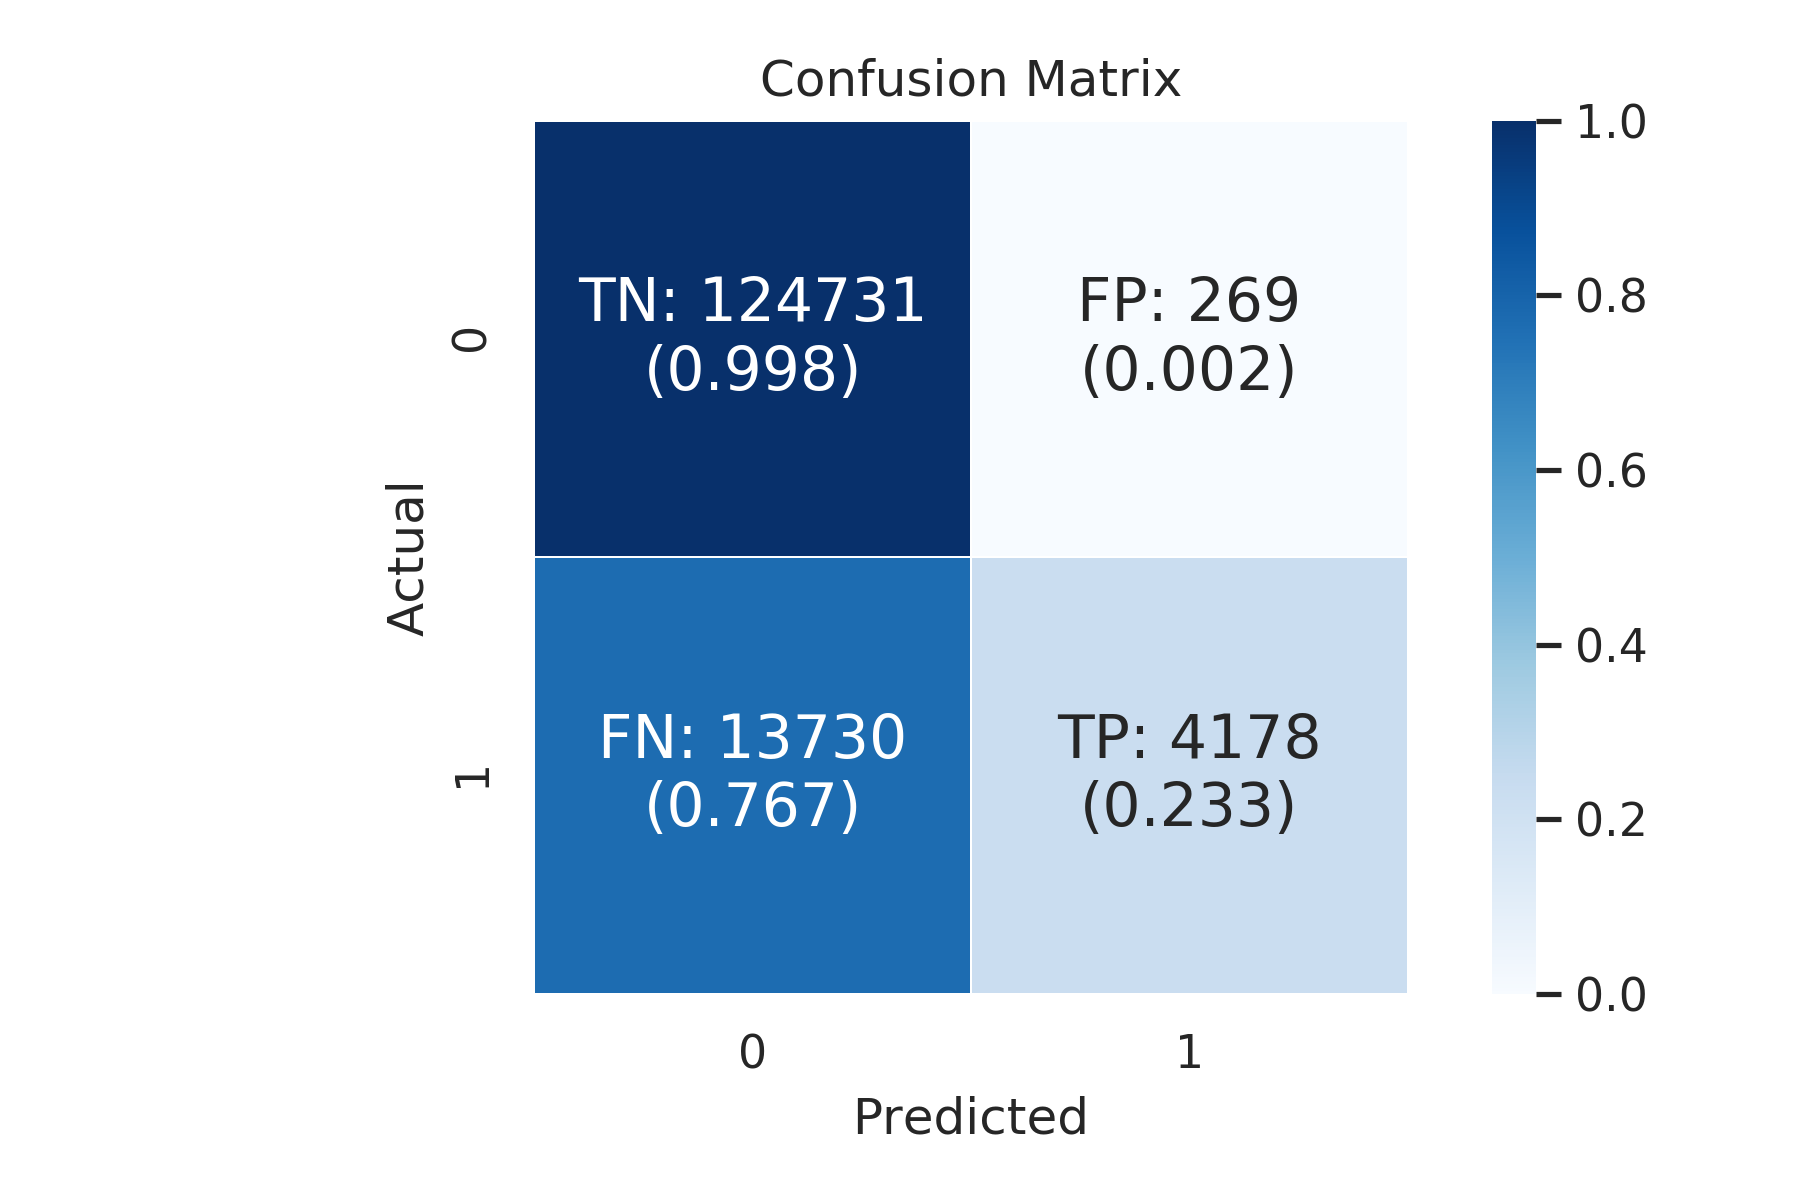 Confusion Matrix
TN: 124731
(0.998)
FP: 269
(0.002)
FN: 13730
(0.767)
TP: 4178
(0.233)
0
1
Actual
0
1
Predicted
1.0
0.8
0.6
0.4
0.2
0.0